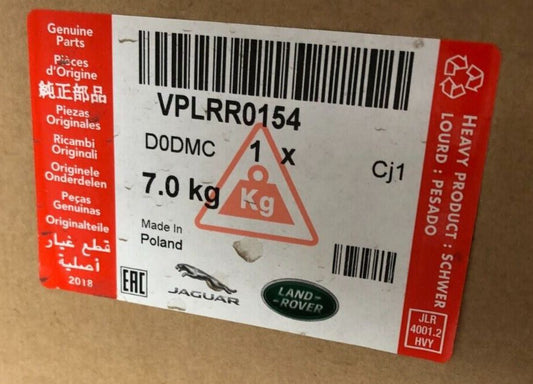 Genuine
Parts
Pièces
d'Origine
純正部品
Piezas
Originales
Ricambi
Originali
Originele
Onderdelen
Peças
Genuinas
Originalteile
قطع غيار
أصلية
2018
VPLRR0154
D0DMC 1 x Cj1
7.0 kg
Kg
Made In
Poland
EAC
JAGUAR
LAND-
-ROVER
HEAVY PRODUCT : SCHWER
LOURD : PESADO
JLR
4001.2
HVY